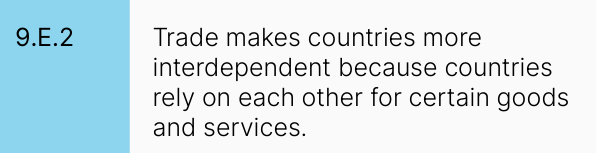 9.E.2
Trade makes countries more
interdependent because countries
rely on each other for certain goods
and services.